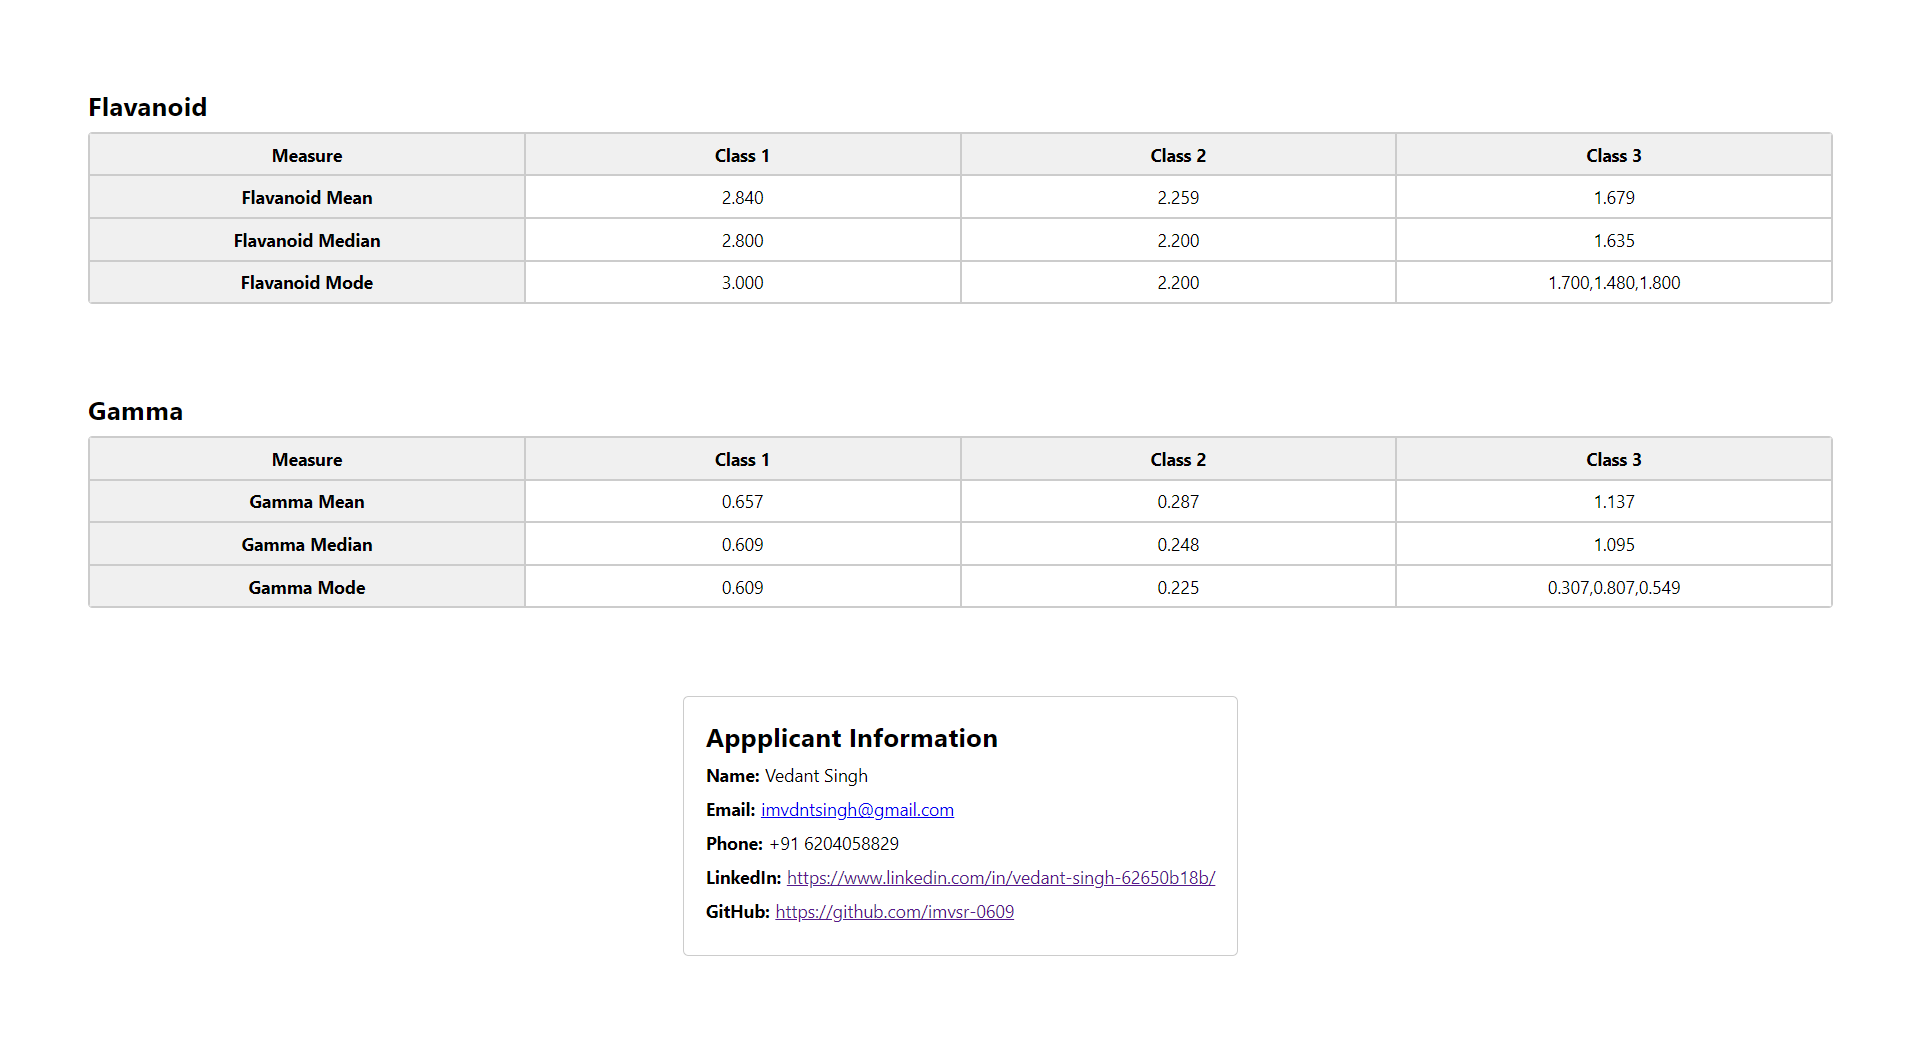 Flavanoid
Measure Class 1 Class 2 Class 3
Flavanoid Mean 2.840 2.259 1.679
Flavanoid Median 2.800 2.200 1.635
Flavanoid Mode 3.000 2.200 1.700,1.480,1.800
Gamma
Measure Class 1 Class 2 Class 3
Gamma Mean 0.657 0.287 1.137
Gamma Median 0.609 0.248 1.095
Gamma Mode 0.609 0.225 0.307,0.807,0.549
Appplicant Information
Name: Vedant Singh
Email: imvdntsingh@gmail.com
Phone: +91 6204058829
LinkedIn: https://www.linkedin.com/in/vedant-singh-62650b18b/
GitHub: https://github.com/imvsr-0609